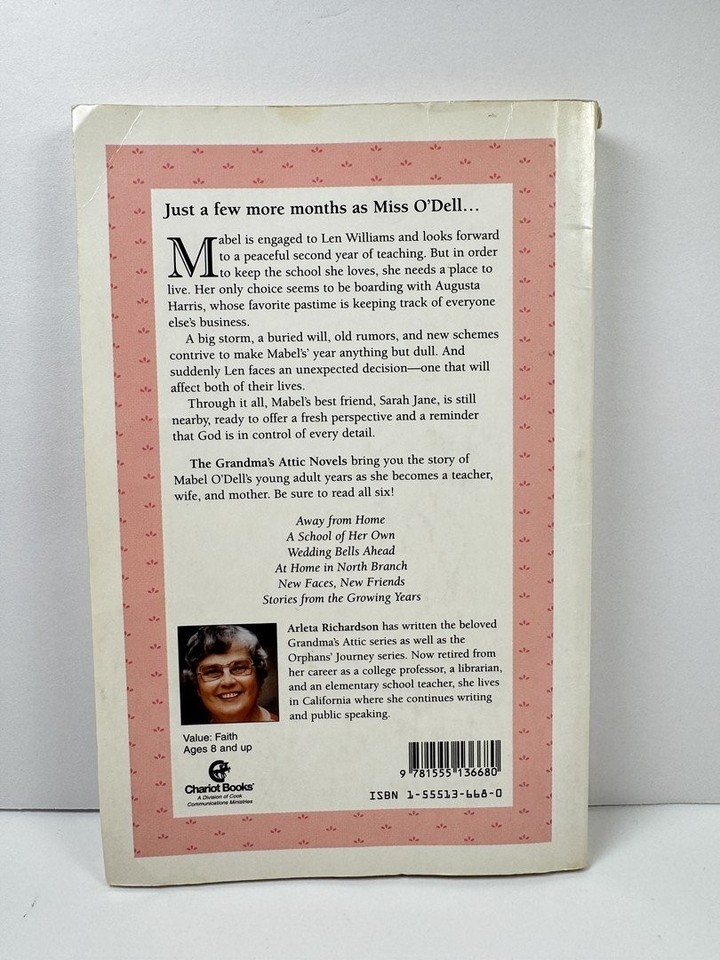 Just a few more months as Miss O'Dell...
Mabel is engaged to Len Williams and looks forward
to a peaceful second year of teaching. But in order
to keep the school she loves, she needs a place to
live. Her only choice seems to be boarding with Augusta
Harris, whose favorite pastime is keeping track of everyone
else's business.
A big storm, a buried will, old rumors, and new schemes
contrive to make Mabel's' year anything but dull. And
suddenly Len faces an unexpected decision—one that will
affect both of their lives.
Through it all, Mabel's best friend, Sarah Jane, is still
nearby, ready to offer a fresh perspective and a reminder
that God is in control of every detail.
The Grandma's Attic Novels bring you the story of
Mabel O'Dell's young adult years as she becomes a teacher,
wife, and mother. Be sure to read all six!
Away from Home
A School of Her Own
Wedding Bells Ahead
At Home in North Branch
New Faces, New Friends
Stories from the Growing Years
Arleta Richardson has written the beloved
Grandma's Attic series as well as the
Orphans' Journey series. Now retired from
her career as a college professor, a librarian,
and an elementary school teacher, she lives
in California where she continues writing
and public speaking.
Value: Faith
Ages 8 and up
Chariot Books™
A Division of Cook
Communications Ministries
9 781555 136680
ISBN 1-55513-668-0